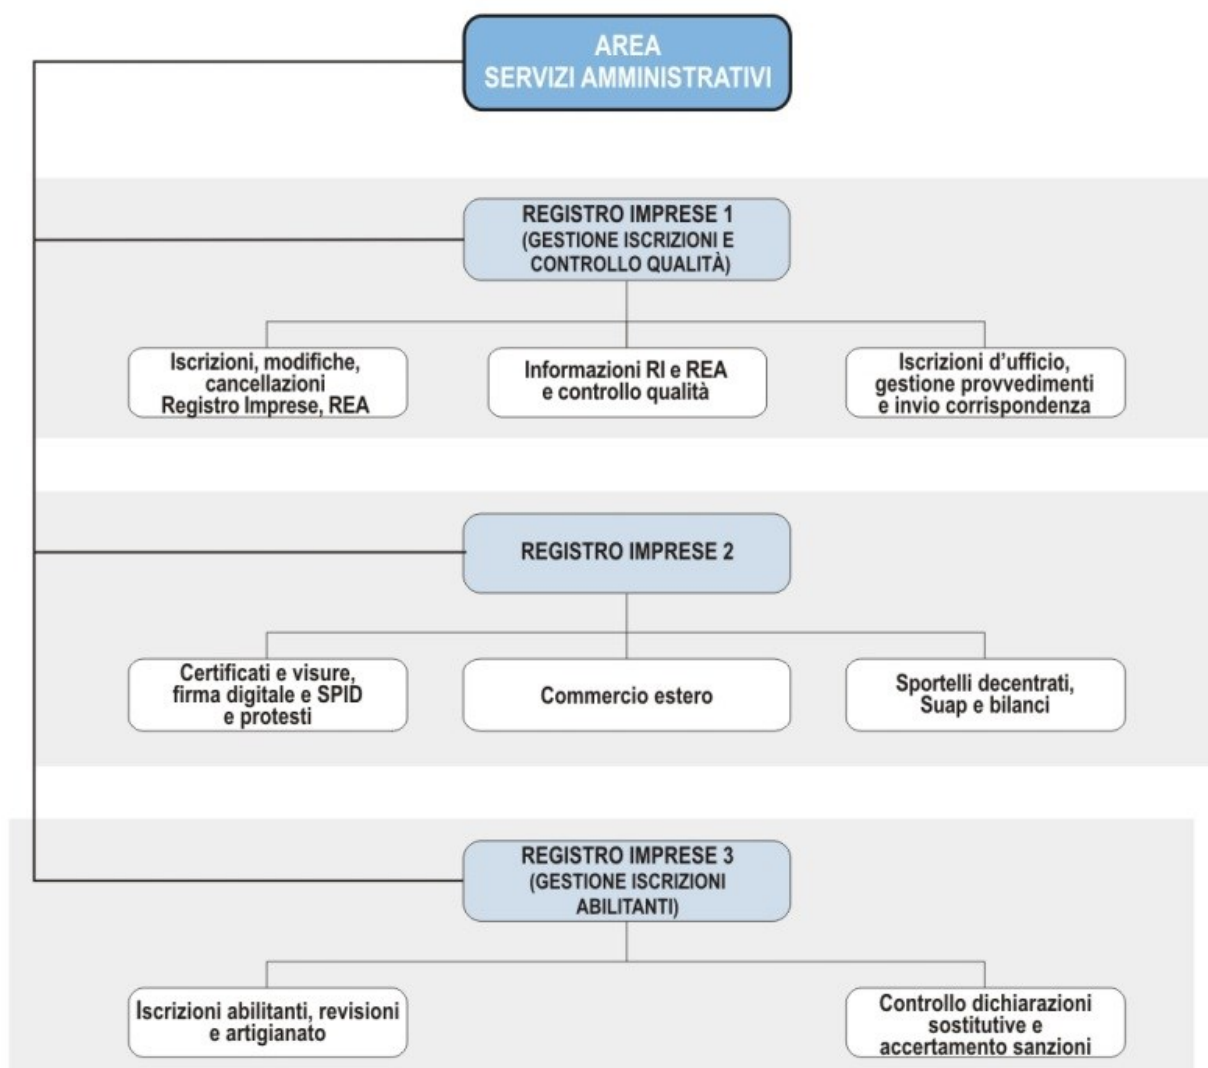 AREA
SERVIZI AMMINISTRATIVI
REGISTRO IMPRESE 1
(GESTIONE ISCRIZIONI E
CONTROLLO QUALITÀ)
Iscrizioni, modifiche,
cancellazioni
Registro Imprese, REA
Informazioni RI e REA
e controllo qualità
Iscrizioni d’ufficio,
gestione provvedimenti
e invio corrispondenza
REGISTRO IMPRESE 2
Certificati e visure,
firma digitale e SPID
e protesti
Commercio estero
Sportelli decentrati,
Suap e bilanci
REGISTRO IMPRESE 3
(GESTIONE ISCRIZIONI
ABILITANTI)
Iscrizioni abilitanti, revisioni
e artigianato
Controllo dichiarazioni
sostitutive e
accertamento sanzioni